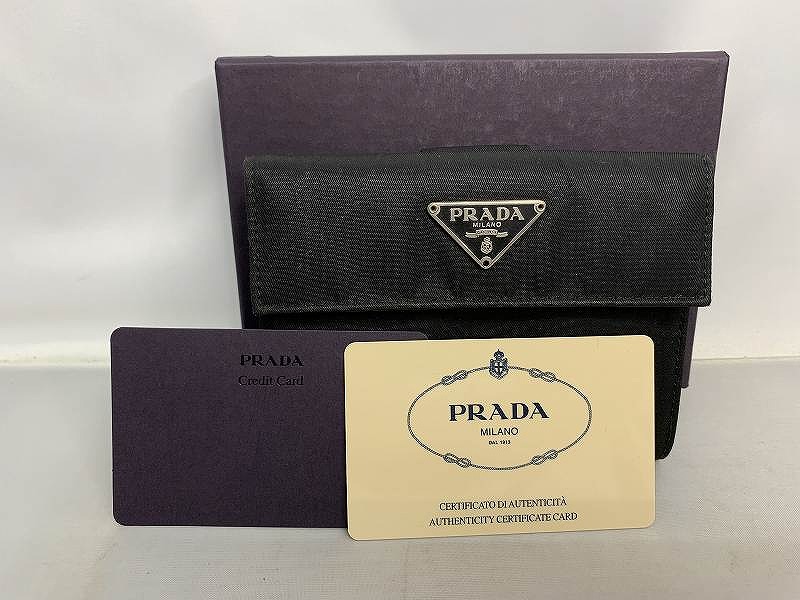 PRADA
MILANO
PRADA
Credit Card
PRADA
MILANO
DAL 1913
CERTIFICATO DI AUTENTICITÀ
AUTHENTICITY CERTIFICATE CARD